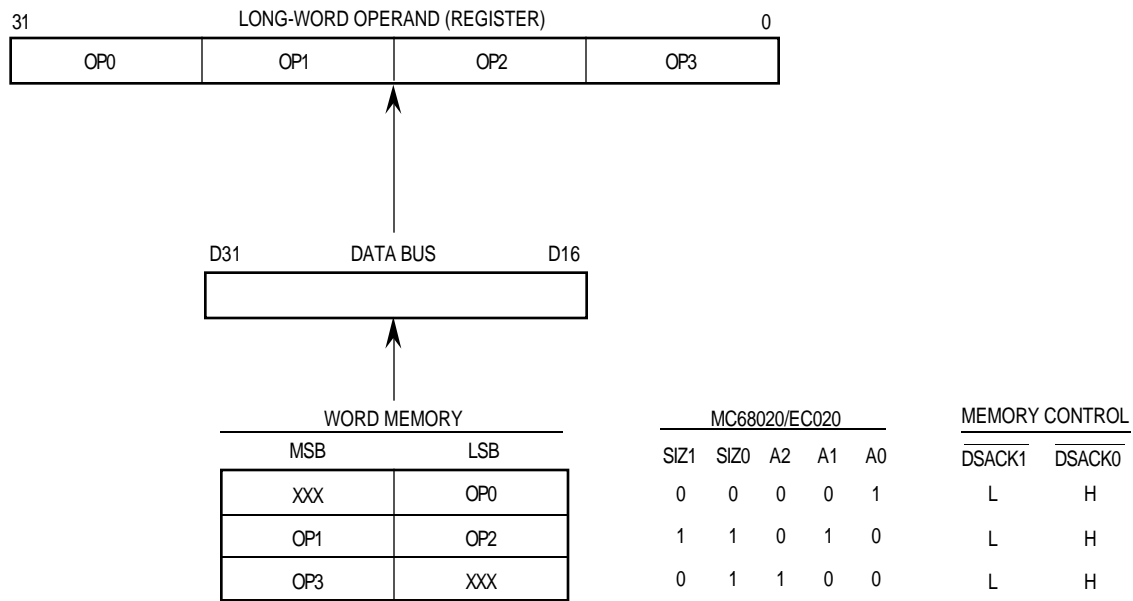 31 LONG-WORD OPERAND (REGISTER) 0
OP0 OP1 OP2 OP3
D31 DATA BUS D16
WORD MEMORY MC68020/EC020 MEMORY CONTROL
MSB LSB SIZ1 SIZ0 A2 A1 A0 DSACK1 DSACK0
XXX OP0 0 0 0 0 1 L H
OP1 OP2 1 1 0 1 0 L H
OP3 XXX 0 1 1 0 0 L H